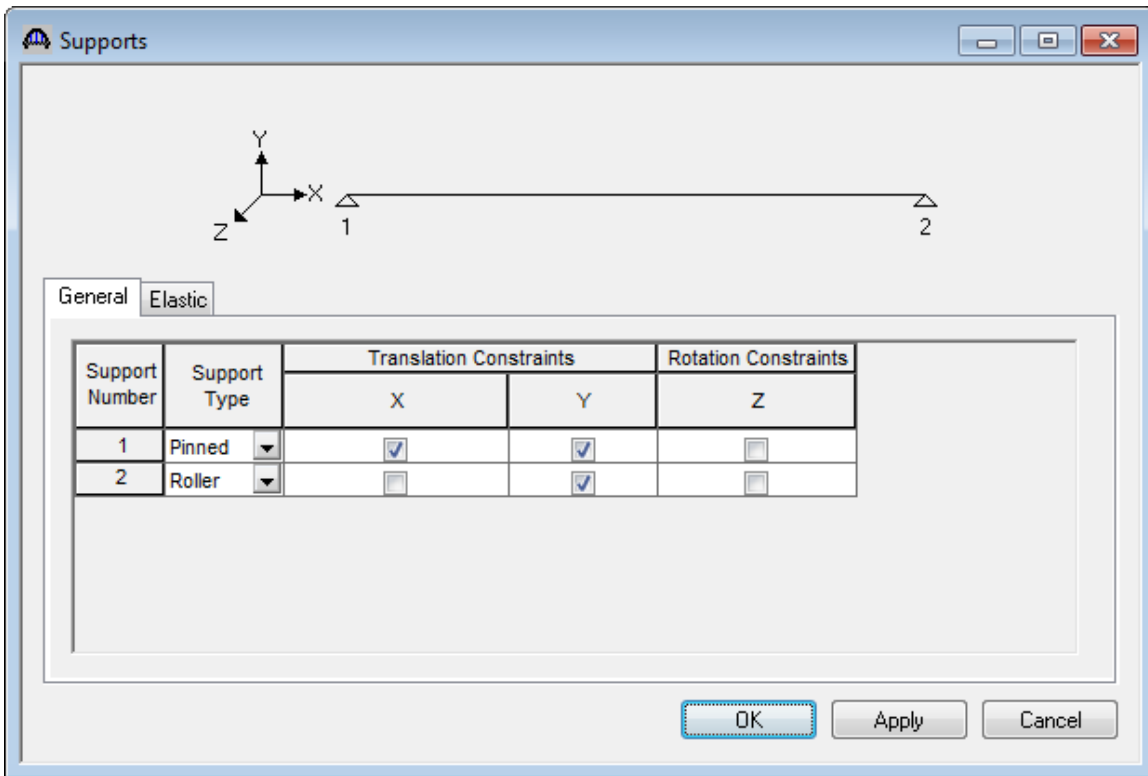 Supports
Y
X
Z
1
2
General Elastic
Support Number Support Type Translation Constraints Rotation Constraints
X Y Z
1 Pinned
2 Roller
OK Apply Cancel